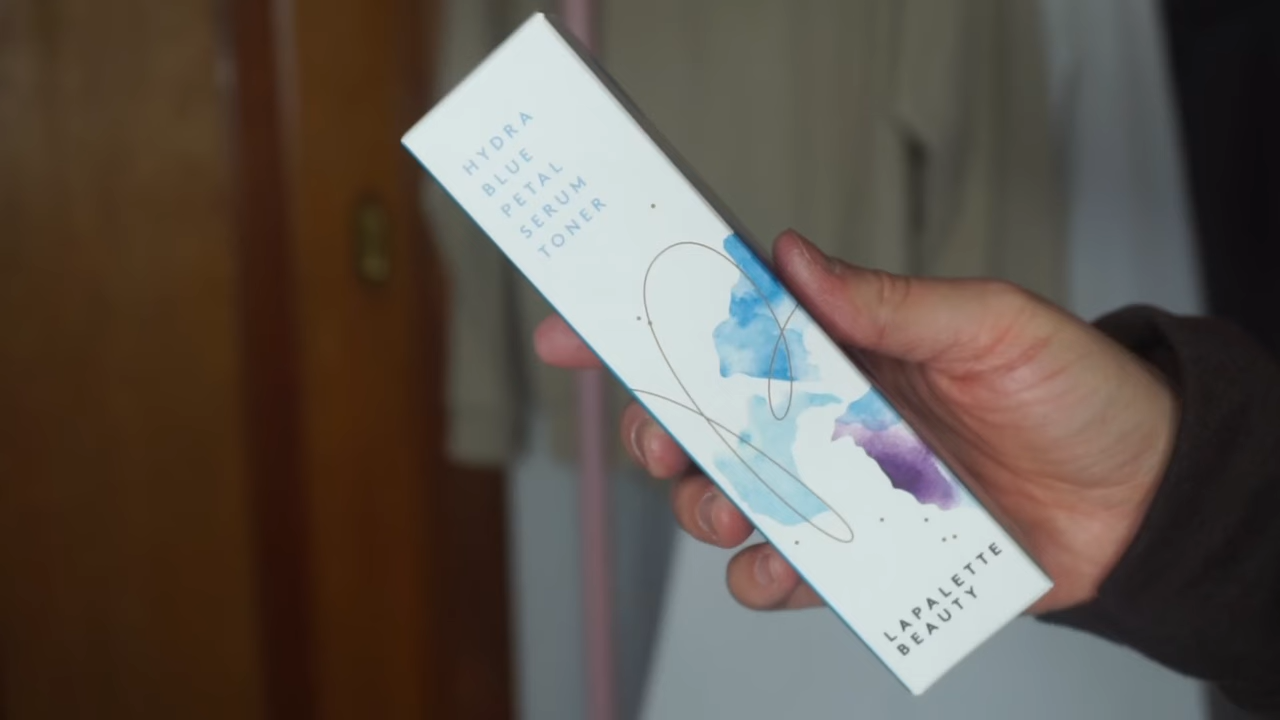 HYDRA
BLUE
PETAL
SERUM
TONER
LAPALETTE
BEAUTY